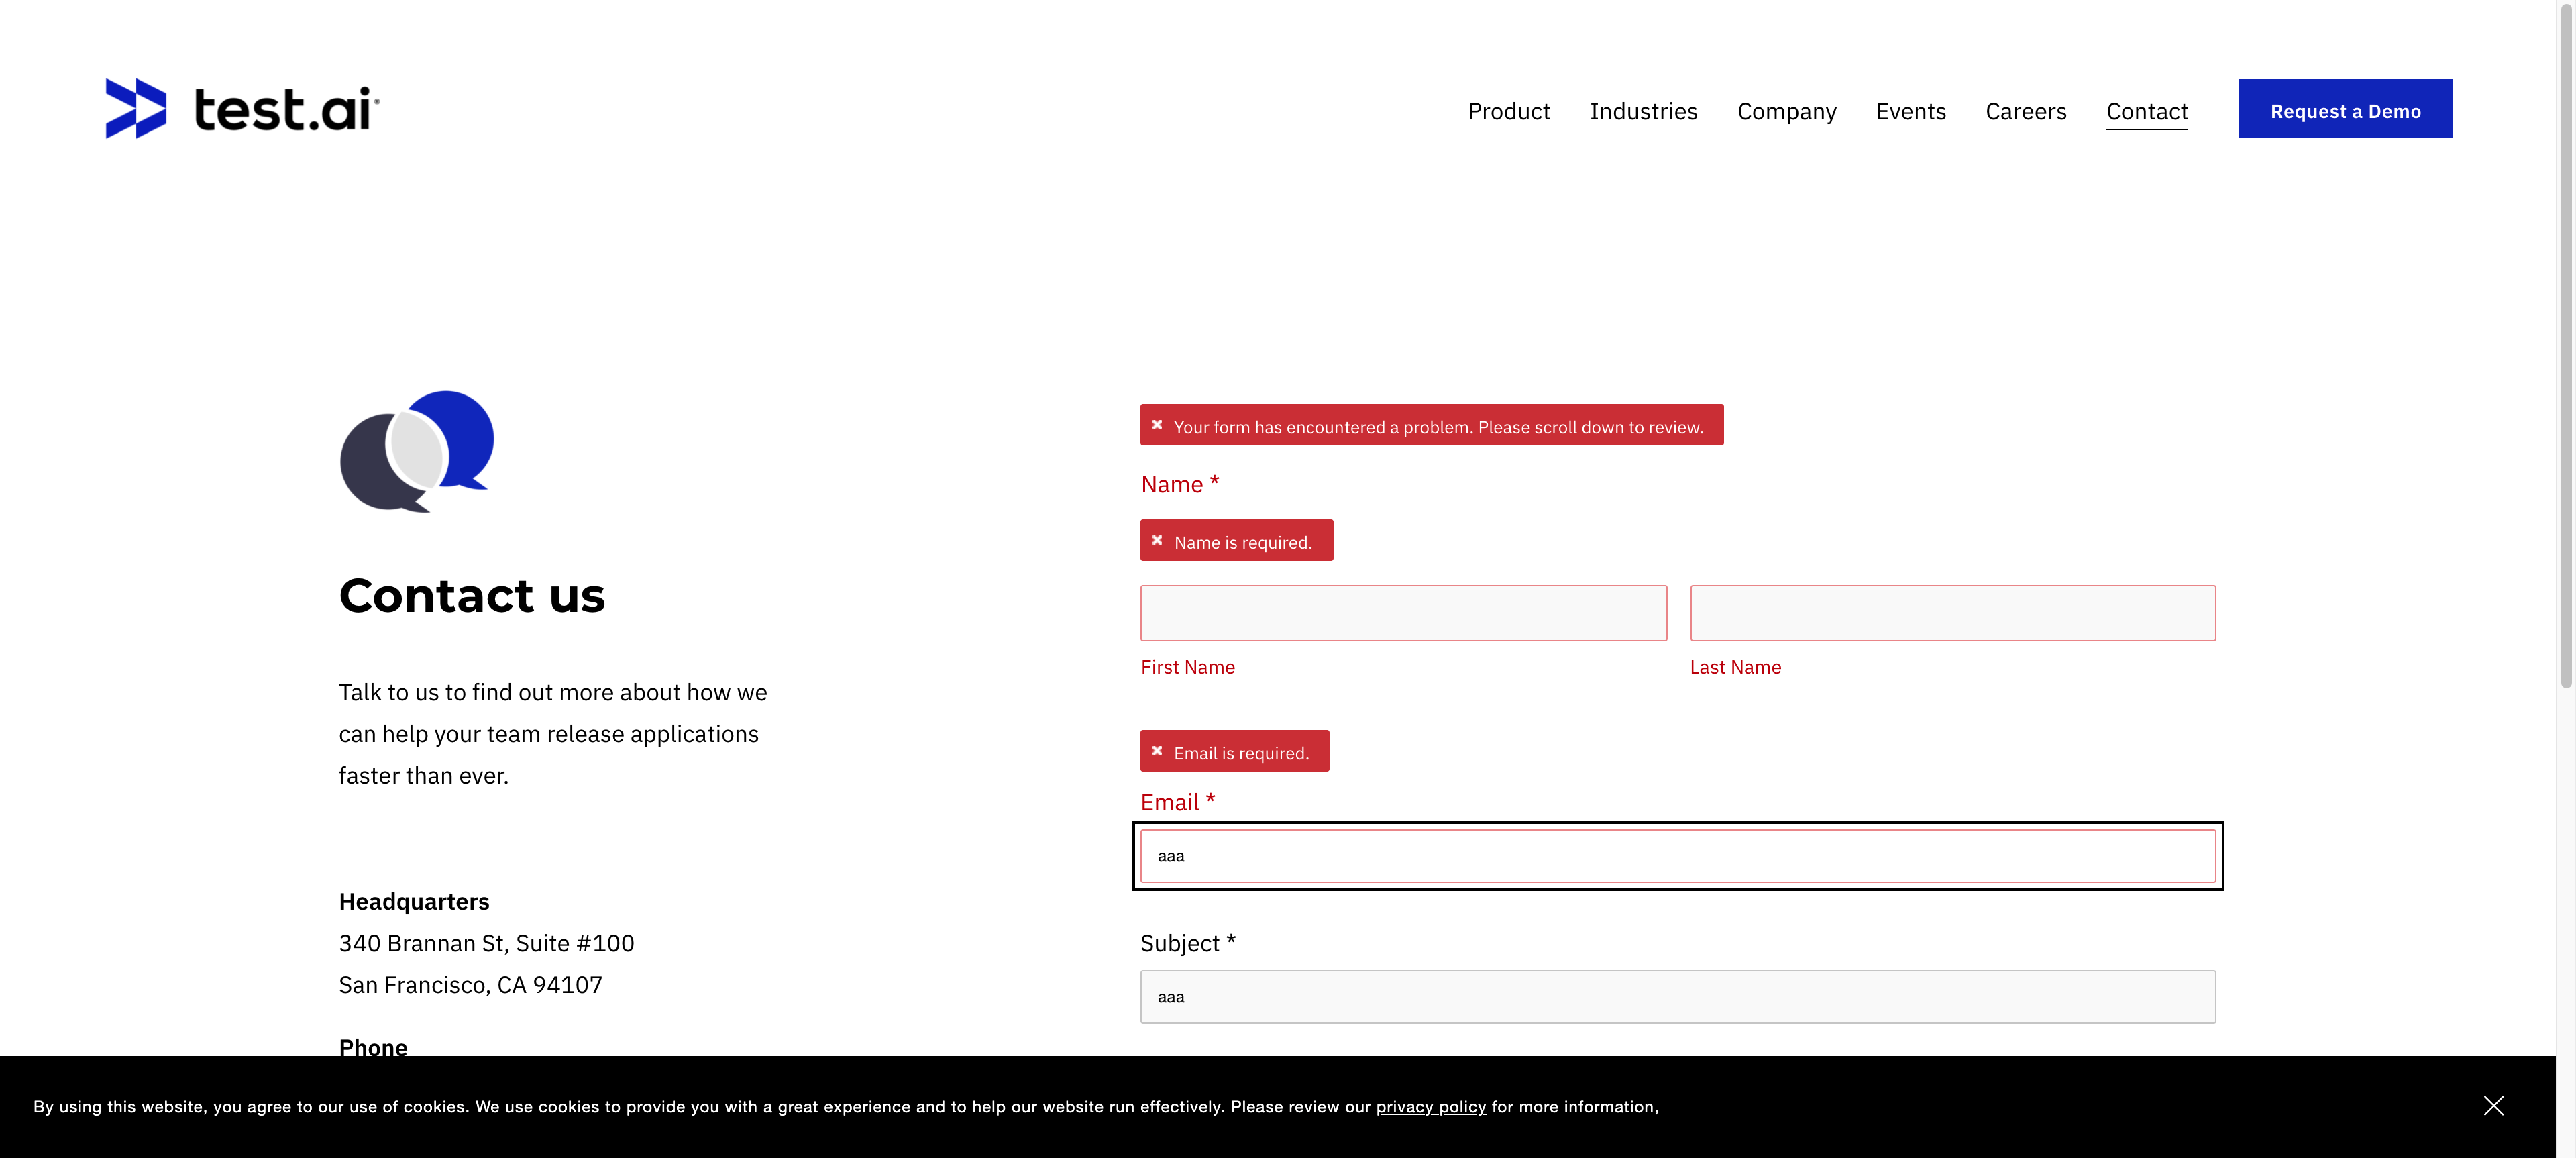 test.ai®
Product Industries Company Events Careers Contact Request a Demo
Contact us
Talk to us to find out more about how we
can help your team release applications
faster than ever.
Headquarters
340 Brannan St, Suite #100
San Francisco, CA 94107
Phone
Your form has encountered a problem. Please scroll down to review.
Name *
Name is required.
First Name Last Name
Email is required.
Email *
aaa
Subject *
aaa
By using this website, you agree to our use of cookies. We use cookies to provide you with a great experience and to help our website run effectively. Please review our privacy policy for more information,